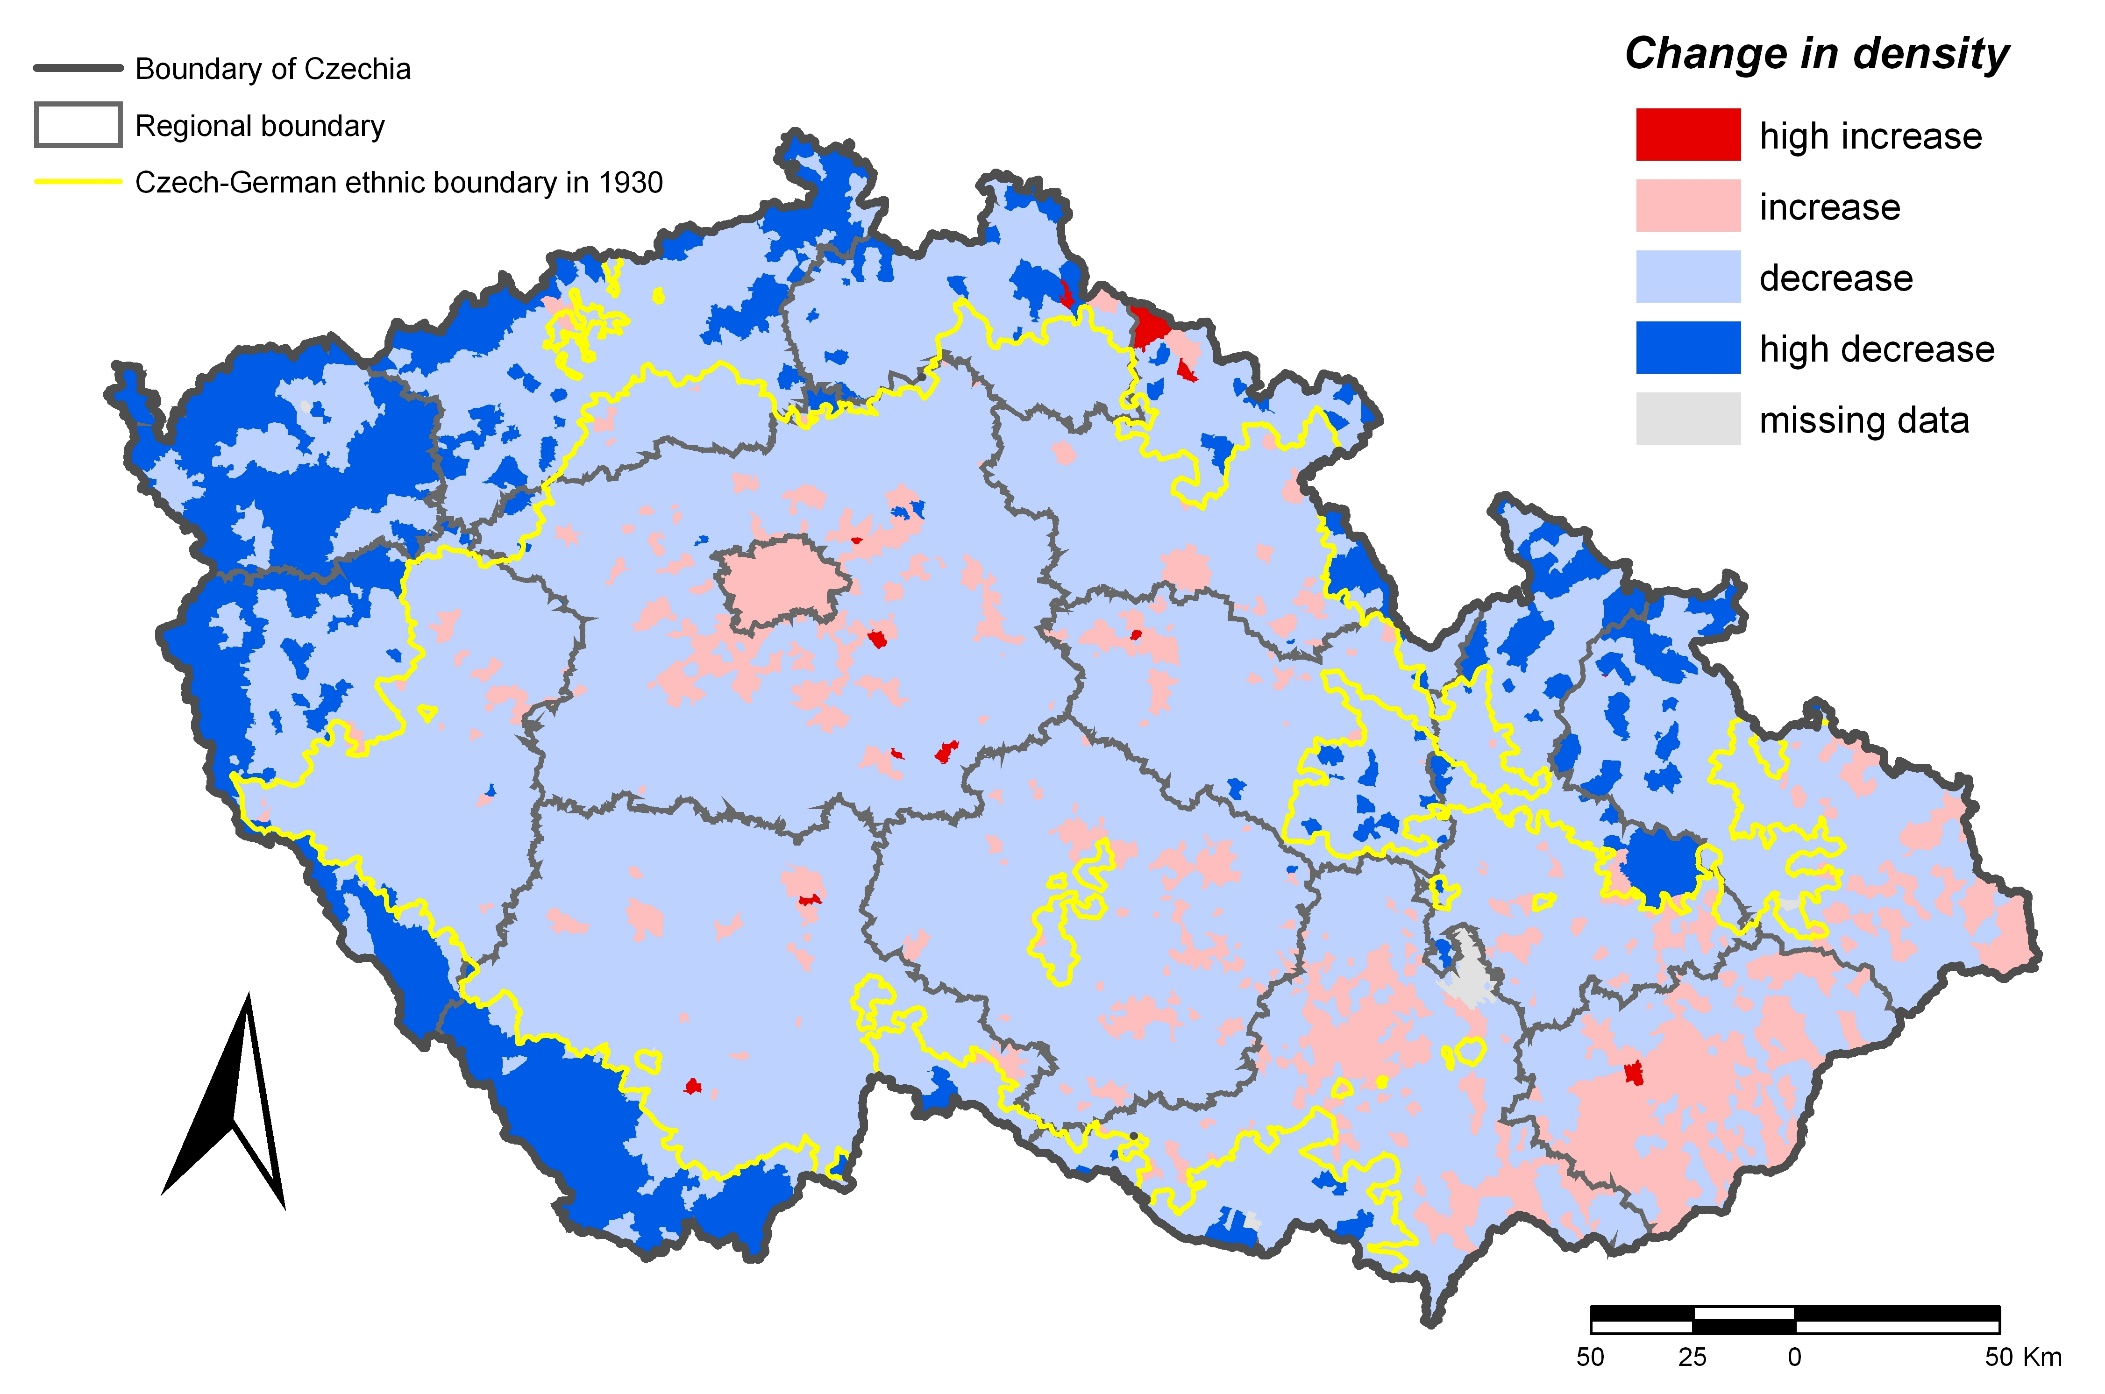 Boundary of Czechia
Regional boundary
Czech-German ethnic boundary in 1930
Change in density
high increase
increase
decrease
high decrease
missing data
50 25 0 50 Km